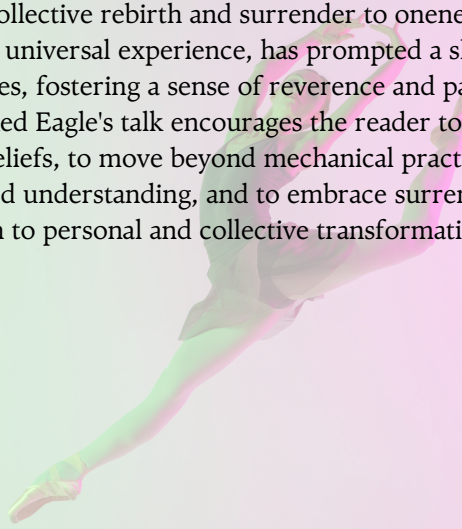 ollective rebirth and surrender to onene
universal experience, has prompted a s
es, fostering a sense of reverence and pa
ed Eagle's talk encourages the reader to
eliefs, to move beyond mechanical pract
d understanding, and to embrace surren
to personal and collective transformati